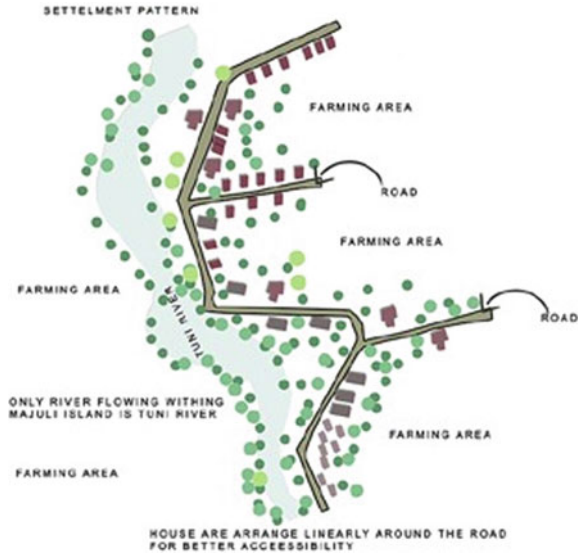 SETTELMENT PATTERN
FARMING AREA
ROAD
FARMING AREA
FARMING AREA
TUNI RIVER
ROAD
ONLY RIVER FLOWING WITHING
MAJULI ISLAND IS TUNI RIVER
FARMING AREA
FARMING AREA
HOUSE ARE ARRANGE LINEARLY AROUND THE ROAD
FOR BETTER ACCEESSIBILITY